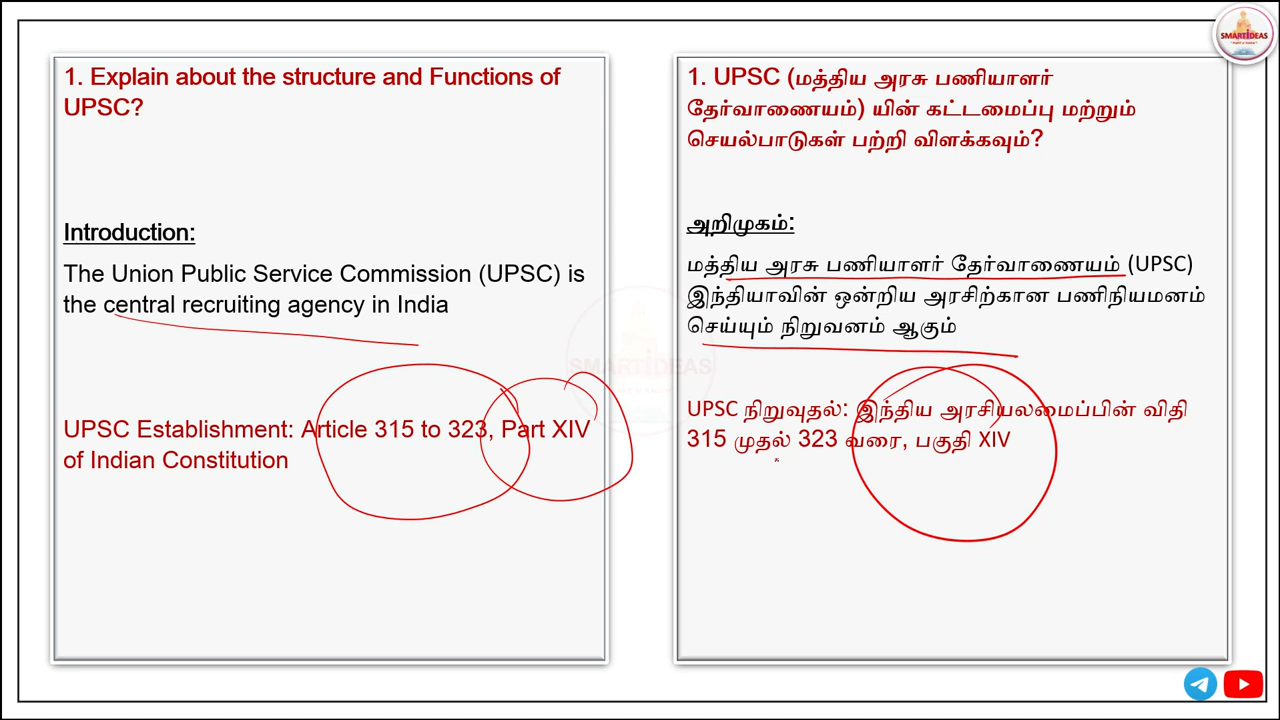 SMARTIDEAS
1. Explain about the structure and Functions of
UPSC?
Introduction:
The Union Public Service Commission (UPSC) is
the central recruiting agency in India
UPSC Establishment: Article 315 to 323, Part XIV
of Indian Constitution
1. UPSC (மத்திய அரசு பணியாளர்
தேர்வாணையம்) யின் கட்டமைப்பு மற்றும்
செயல்பாடுகள் பற்றி விளக்கவும்?
அறிமுகம்:
மத்திய அரசு பணியாளர் தேர்வாணையம் (UPSC)
இந்தியாவின் ஒன்றிய அரசிற்கான பணிநியமனம்
செய்யும் நிறுவனம் ஆகும்
UPSC நிறுவுதல்: இந்திய அரசியலமைப்பின் விதி
315 முதல் 323 வரை, பகுதி XIV
SMARTIDEAS